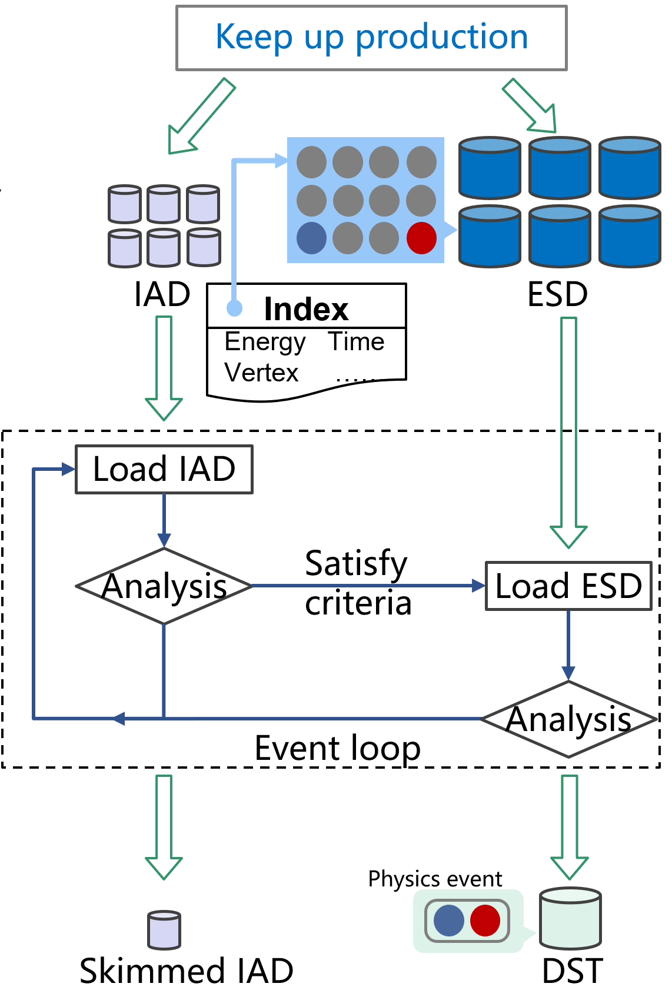 Keep up production
IAD
ESD
Index
Energy Time
Vertex ......
Load IAD
Analysis
Satisfy
criteria
Load ESD
Analysis
Event loop
Physics event
Skimmed IAD
DST